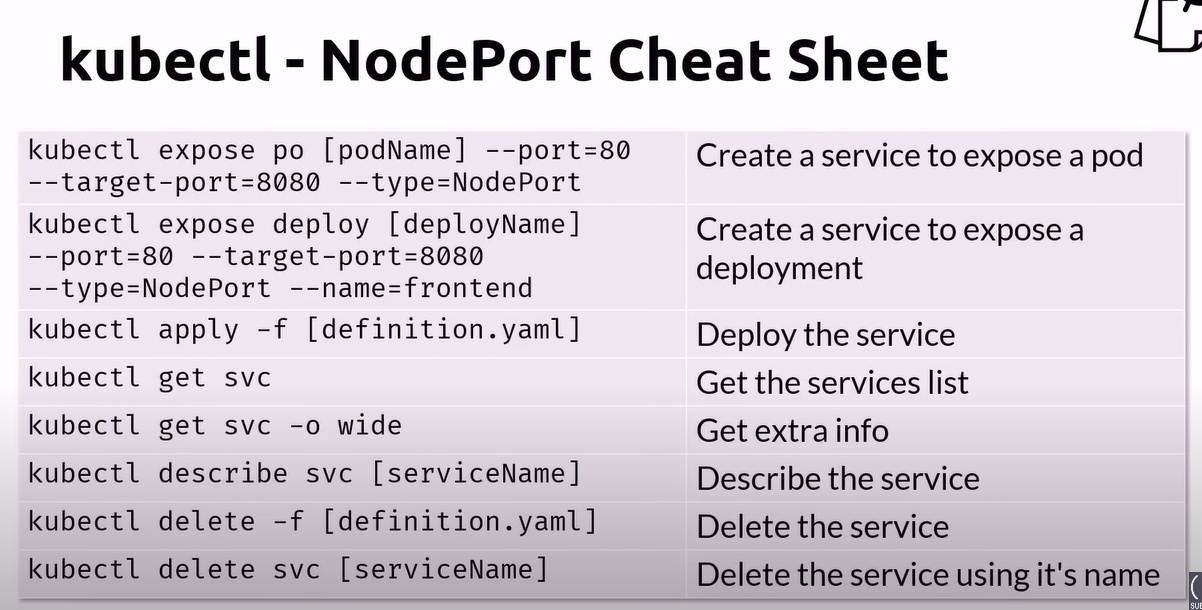 kubectl - NodePort Cheat Sheet
kubectl expose po [podName] --port=80
--target-port=8080 --type=NodePort
Create a service to expose a pod
kubectl expose deploy [deployName]
--port=80 --target-port=8080
--type=NodePort --name=frontend
Create a service to expose a
deployment
kubectl apply -f [definition.yaml]
Deploy the service
kubectl get svc
Get the services list
kubectl get svc -o wide
Get extra info
kubectl describe svc [serviceName]
Describe the service
kubectl delete -f [definition.yaml]
Delete the service
kubectl delete svc [serviceName]
Delete the service using it's name